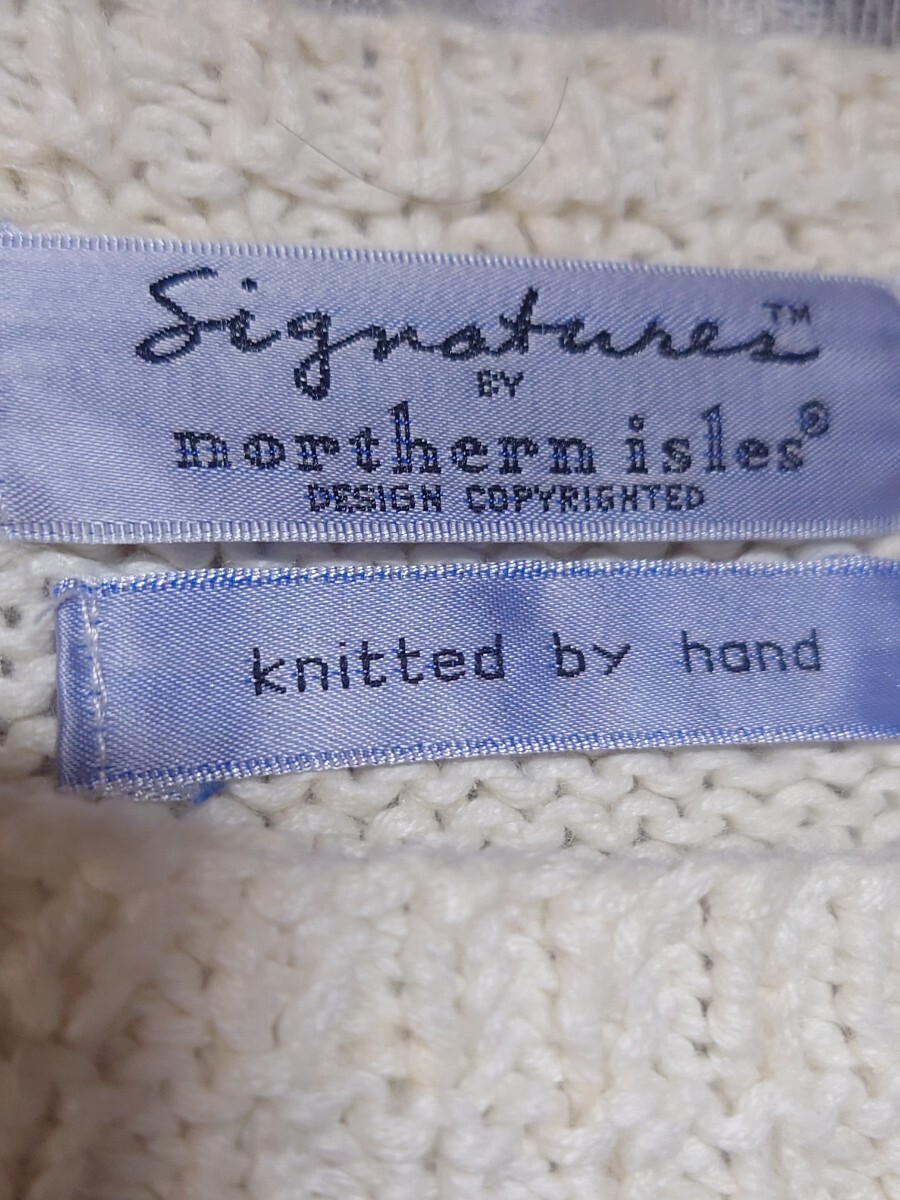 Signatures™
BY
northern isles®
DESIGN COPYRIGHTED
knitted by hand